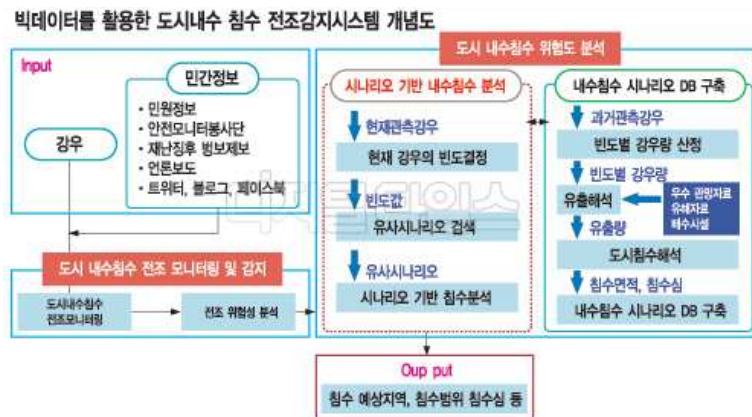 빅데이터를 활용한 도시내수 침수 전조감지시스템 개념도
Input
민간정보
• 민원정보
• 안전모니터봉사단
• 재난징후 범보제보
• 언론보도
• 트위터, 블로그, 페이스북
강우
도시 내수침수 전조 모니터링 및 감지
도시내수침수
전조모니터링
전조 위험성 분석
도시 내수침수 위험도 분석
시나리오 기반 내수침수 분석
현재관측강우
현재 강우의 빈도결정
빈도값
유사시나리오 검색
유사시나리오
시나리오 기반 침수분석
내수침수 시나리오 DB 구축
과거관측강우
빈도별 강우량 산정
빈도별 강우량
유출해석
우수 관망자료
유해자료
배수시설
유출량
도시침수해석
침수면적, 침수심
내수침수 시나리오 DB 구축
Oup put
침수 예상지역, 침수범위 침수심 등
디지털타임스